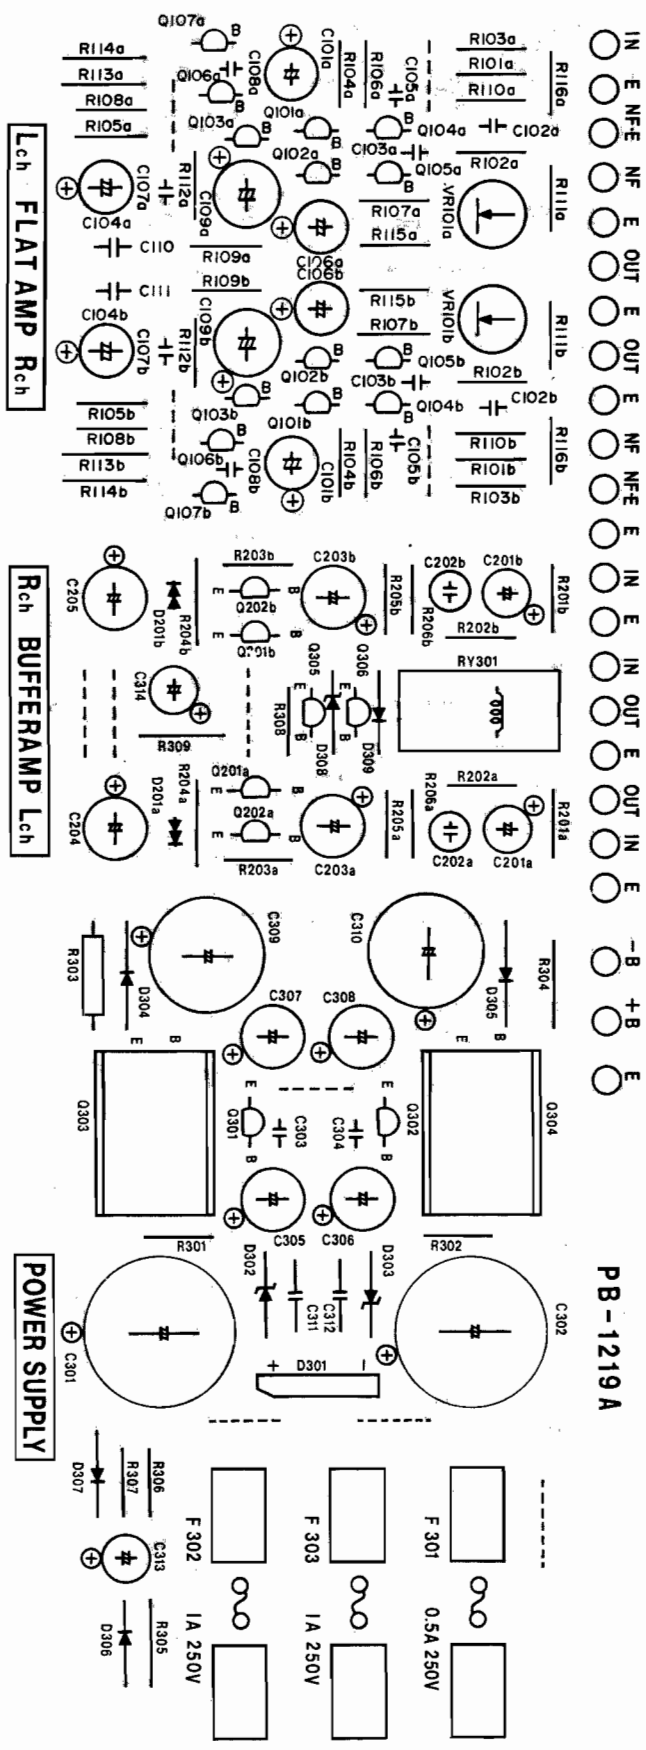 Lch FLAT AMP Rch
Rch BUFFERAMP Lch
POWER SUPPLY
PB-1219A
IN
E
NF-E
NF
E
OUT
E
OUT
E
NF
NF-E
E
IN
E
IN
OUT
E
OUT
IN
E
-B
+B
E
Q107a
B
R114a
R113a
R108a
R105a
Q106a
B
C108a
C101a
R104a
R106a
C105a
R103a
R101a
R110a
R116a
Q103a
B
Q101a
B
B
Q104a
C102a
C103a
Q102a
B
B
Q105a
R102a
R111a
C107a
R112a
C109a
C104a
R107a
R115a
VR101a
C110
R109a
C106a
C106b
C111
R109b
R115b
R107b
VR101b
C104b
C107b
R112b
C109b
R111b
B
Q102b
B
Q105b
R102b
C103b
C102b
R105b
R108b
Q103b
B
Q101b
B
B
Q104b
R113b
R114b
Q106b
B
C108b
C101b
R104b
R106b
C105b
R110b
R101b
R103b
R116b
Q107b
B
R203b
C203b
C202b
C201b
C205
D201b
R204b
E
B
Q202b
R205b
R206b
R201b
E
B
Q201b
R202b
Q305
Q306
RY301
C314
R308
E
B
D308
E
B
D309
R309
Q201a
E
B
R204a
D201a
Q202a
E
B
R202a
R206a
R201a
C204
R203a
C203a
R205a
C202a
C201a
C309
C310
R303
D304
D305
R304
C307
C308
E
B
E
B
Q303
E
Q301
B
C303
C304
E
Q302
B
Q304
R301
C305
C306
R302
D302
C311
C312
D303
C301
+
D301
-
C302
D307
R307
R306
C313
D306
R305
F 302
1A 250V
F 303
1A 250V
F 301
0.5A 250V